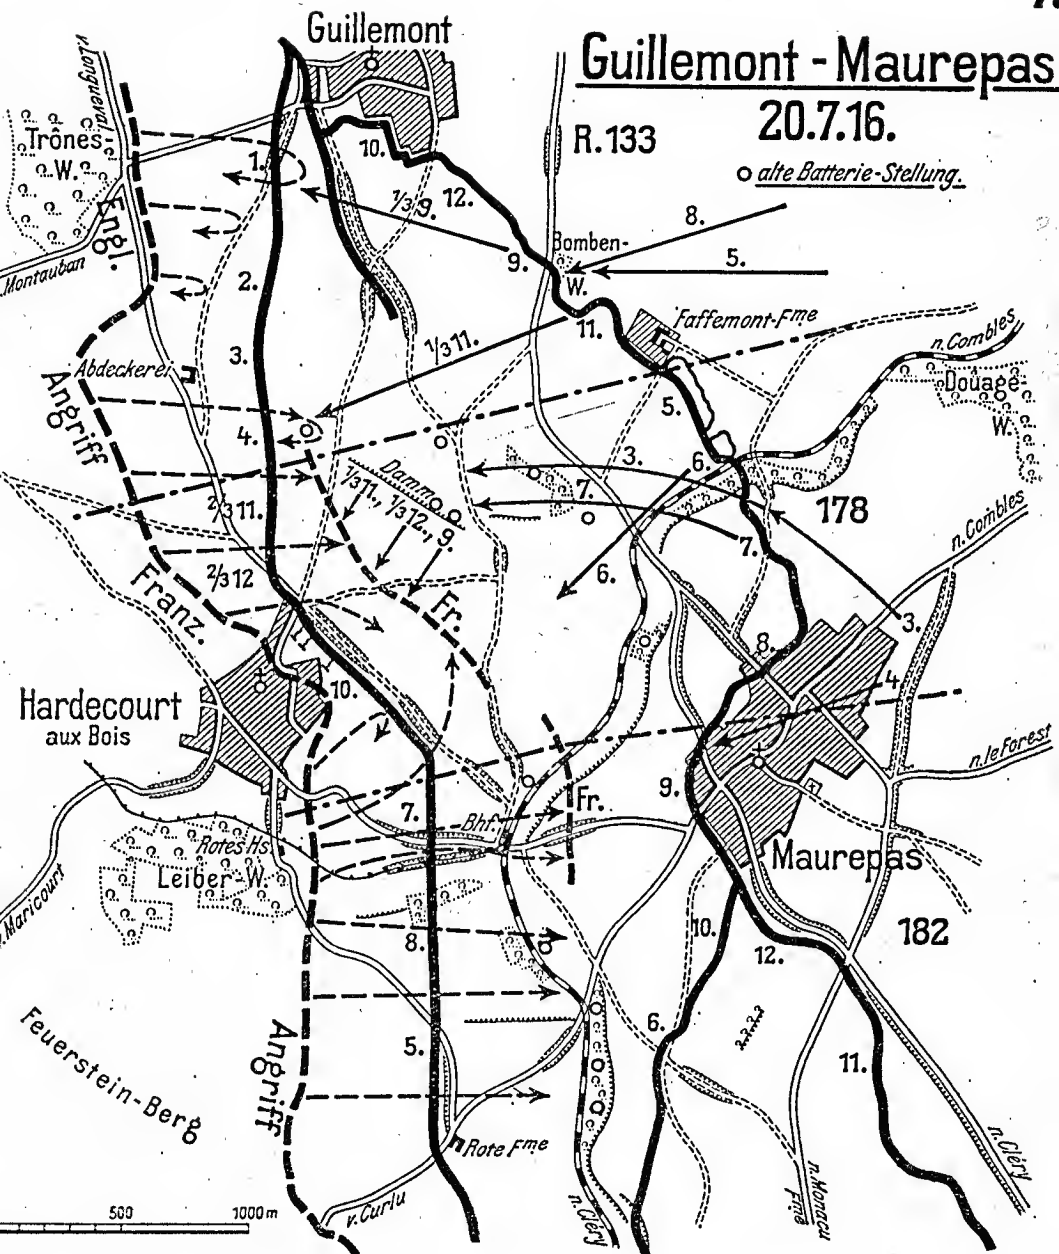 Guillemont
Guillemont - Maurepas
20.7.16.
alte Batterie-Stellung.
R.133
v. Longueval
Trônes-
W.
Engl.
Montauban
1.
10.
12.
1/3 9.
8.
9.
Bomben-
W.
5.
2.
11.
Faffemont-Fme
3.
1/3 11.
n. Combles
Abdeckerei
Douage-
W.
Angriff
4.
5.
3.
6.
Damm
7.
2/3 11.
1/3 11., 1/3 12., 9.
178
n. Combles
7.
2/3 12
6.
Franz.
Fr.
3.
8.
10.
4
Hardecourt
aux Bois
n. le Forest
9.
Fr.
7.
Bhf.
Rotes Hs.
Maurepas
Leiber-W.
v. Maricourt
8.
10.
12.
182
Feuerstein-Berg
Angriff
5.
6.
11.
Rote Fme
n. Cléry
n. Monacu
Fme
v. Curlu
n. Cléry
500
1000 m